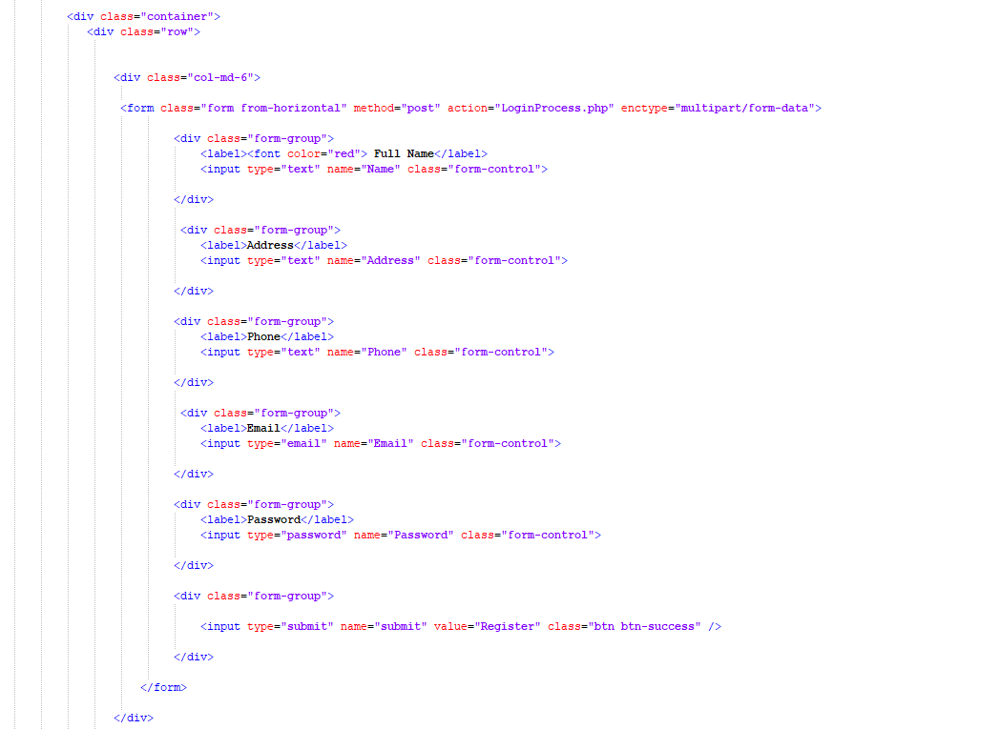 <div class="container">
<div class="row">
<div class="col-md-6">
<form class="form from-horizontal" method="post" action="LoginProcess.php" enctype="multipart/form-data">
<div class="form-group">
<label><font color="red"> Full Name</label>
<input type="text" name="Name" class="form-control">
</div>
<div class="form-group">
<label>Address</label>
<input type="text" name="Address" class="form-control">
</div>
<div class="form-group">
<label>Phone</label>
<input type="text" name="Phone" class="form-control">
</div>
<div class="form-group">
<label>Email</label>
<input type="email" name="Email" class="form-control">
</div>
<div class="form-group">
<label>Password</label>
<input type="password" name="Password" class="form-control">
</div>
<div class="form-group">
<input type="submit" name="submit" value="Register" class="btn btn-success" />
</div>
</form>
</div>